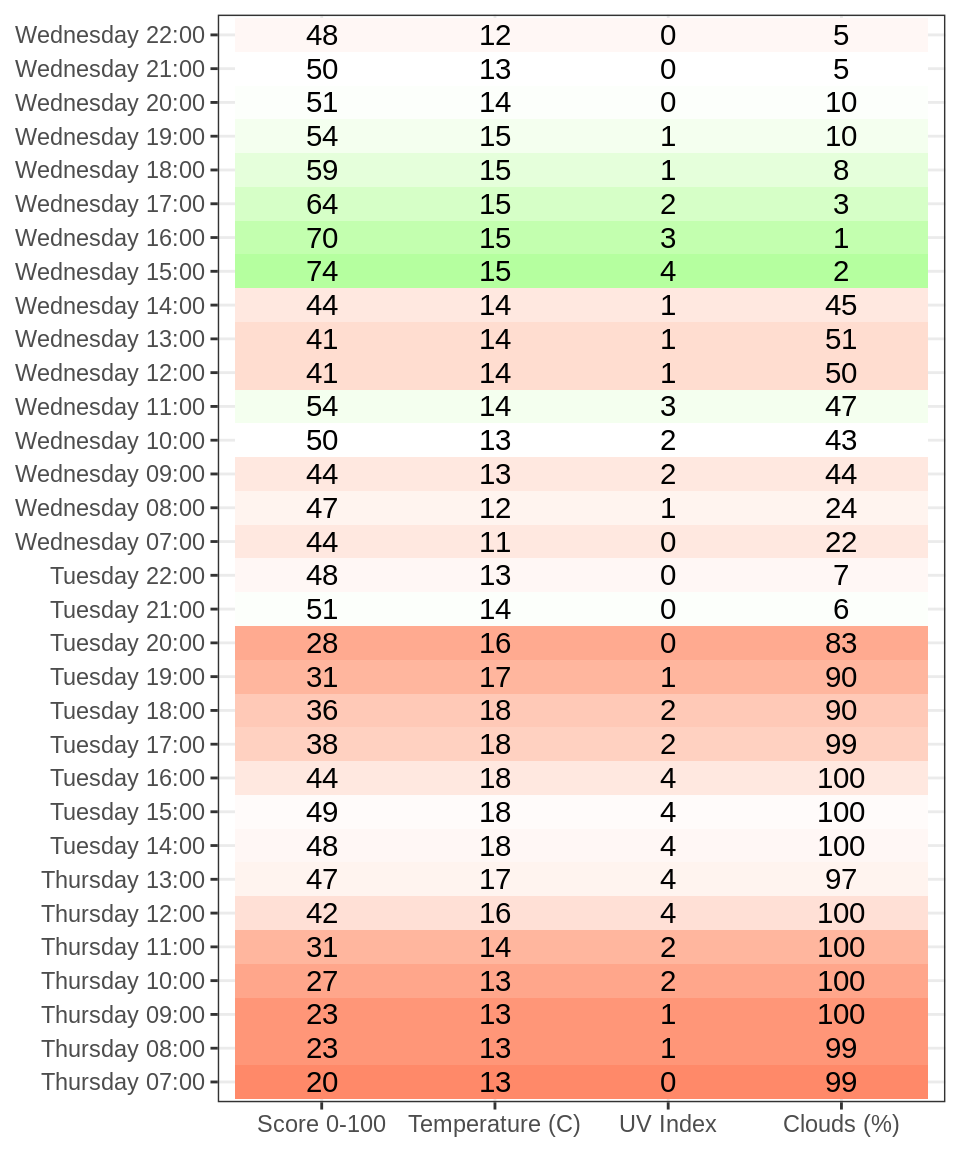 Wednesday 22:00 48 12 0 5
Wednesday 21:00 50 13 0 5
Wednesday 20:00 51 14 0 10
Wednesday 19:00 54 15 1 10
Wednesday 18:00 59 15 1 8
Wednesday 17:00 64 15 2 3
Wednesday 16:00 70 15 3 1
Wednesday 15:00 74 15 4 2
Wednesday 14:00 44 14 1 45
Wednesday 13:00 41 14 1 51
Wednesday 12:00 41 14 1 50
Wednesday 11:00 54 14 3 47
Wednesday 10:00 50 13 2 43
Wednesday 09:00 44 13 2 44
Wednesday 08:00 47 12 1 24
Wednesday 07:00 44 11 0 22
Tuesday 22:00 48 13 0 7
Tuesday 21:00 51 14 0 6
Tuesday 20:00 28 16 0 83
Tuesday 19:00 31 17 1 90
Tuesday 18:00 36 18 2 90
Tuesday 17:00 38 18 2 99
Tuesday 16:00 44 18 4 100
Tuesday 15:00 49 18 4 100
Tuesday 14:00 48 18 4 100
Thursday 13:00 47 17 4 97
Thursday 12:00 42 16 4 100
Thursday 11:00 31 14 2 100
Thursday 10:00 27 13 2 100
Thursday 09:00 23 13 1 100
Thursday 08:00 23 13 1 99
Thursday 07:00 20 13 0 99
Score 0-100 Temperature (C) UV Index Clouds (%)